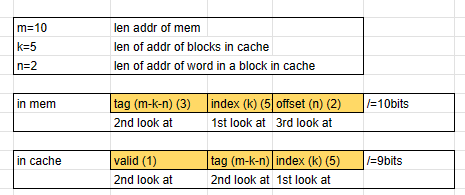 m=10 len addr of mem
k=5 len of addr of blocks in cache
n=2 len of addr of word in a block in cache
in mem tag (m-k-n) (3) index (k) (5 offset (n) (2) /=10bits
2nd look at 1st look at 3rd look at
in cache valid (1) tag (m-k-n) index (k) (5) /=9bits
2nd look at 2nd look at 1st look at